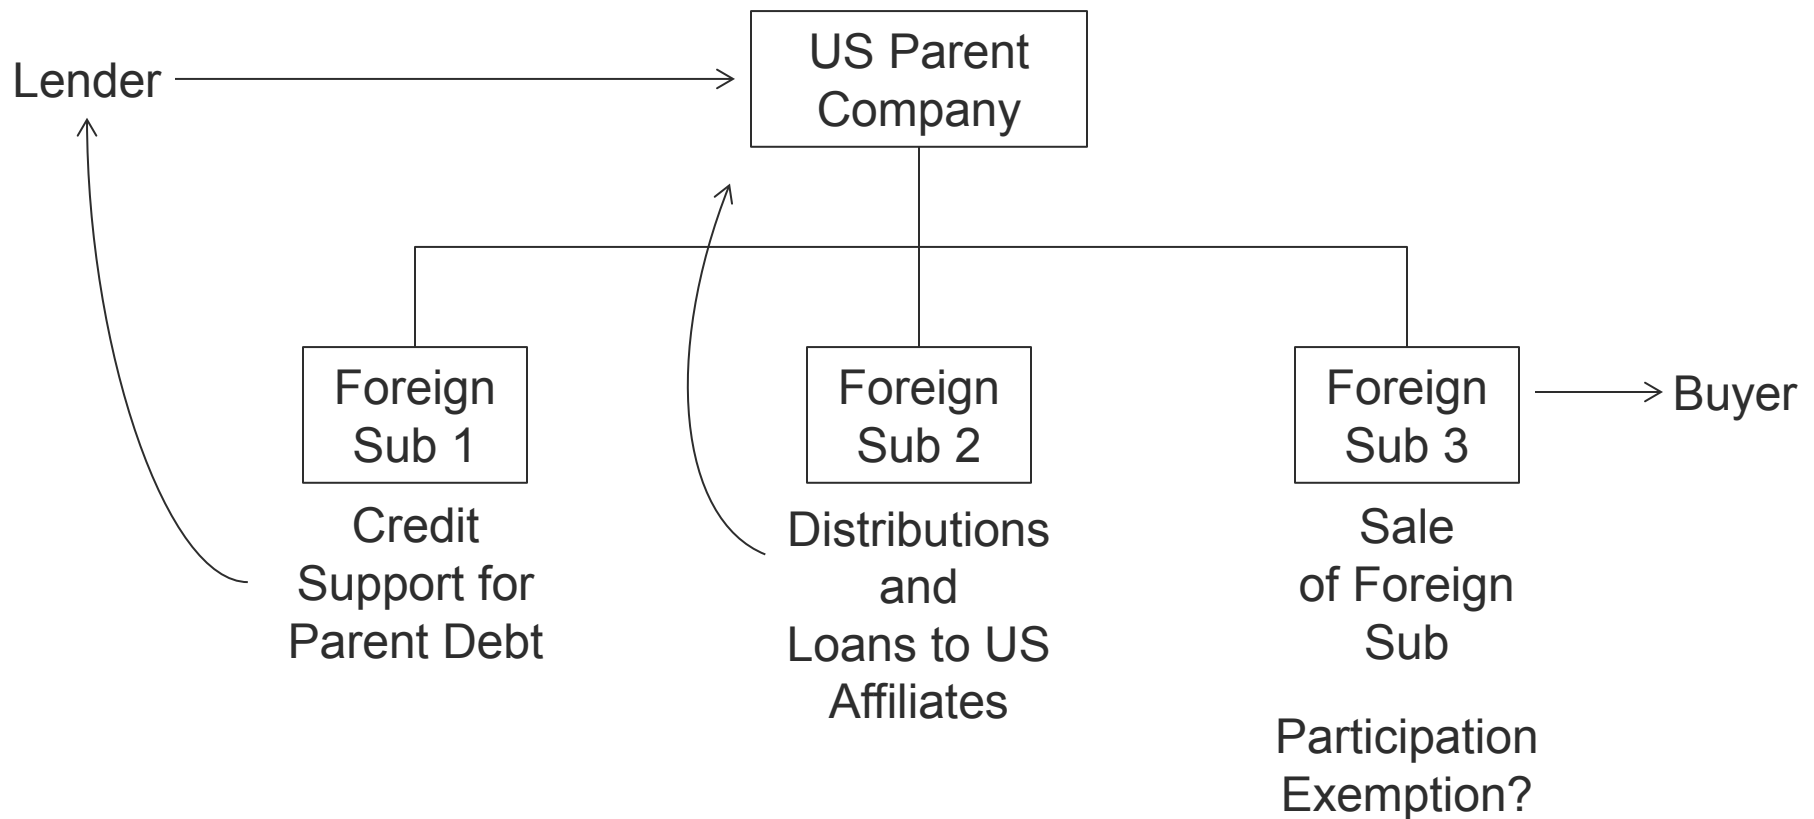 Lender
US Parent
Company
Foreign
Sub 1
Foreign
Sub 2
Foreign
Sub 3
Buyer
Credit
Support for
Parent Debt
Distributions
and
Loans to US
Affiliates
Sale
of Foreign
Sub
Participation
Exemption?